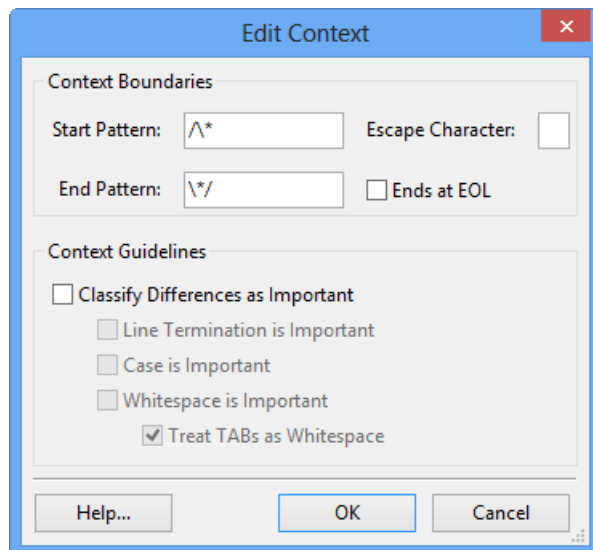 Edit Context
Context Boundaries
Start Pattern: /\* Escape Character:
End Pattern: \*/ Ends at EOL
Context Guidelines
Classify Differences as Important
Line Termination is Important
Case is Important
Whitespace is Important
Treat TABs as Whitespace
Help... OK Cancel